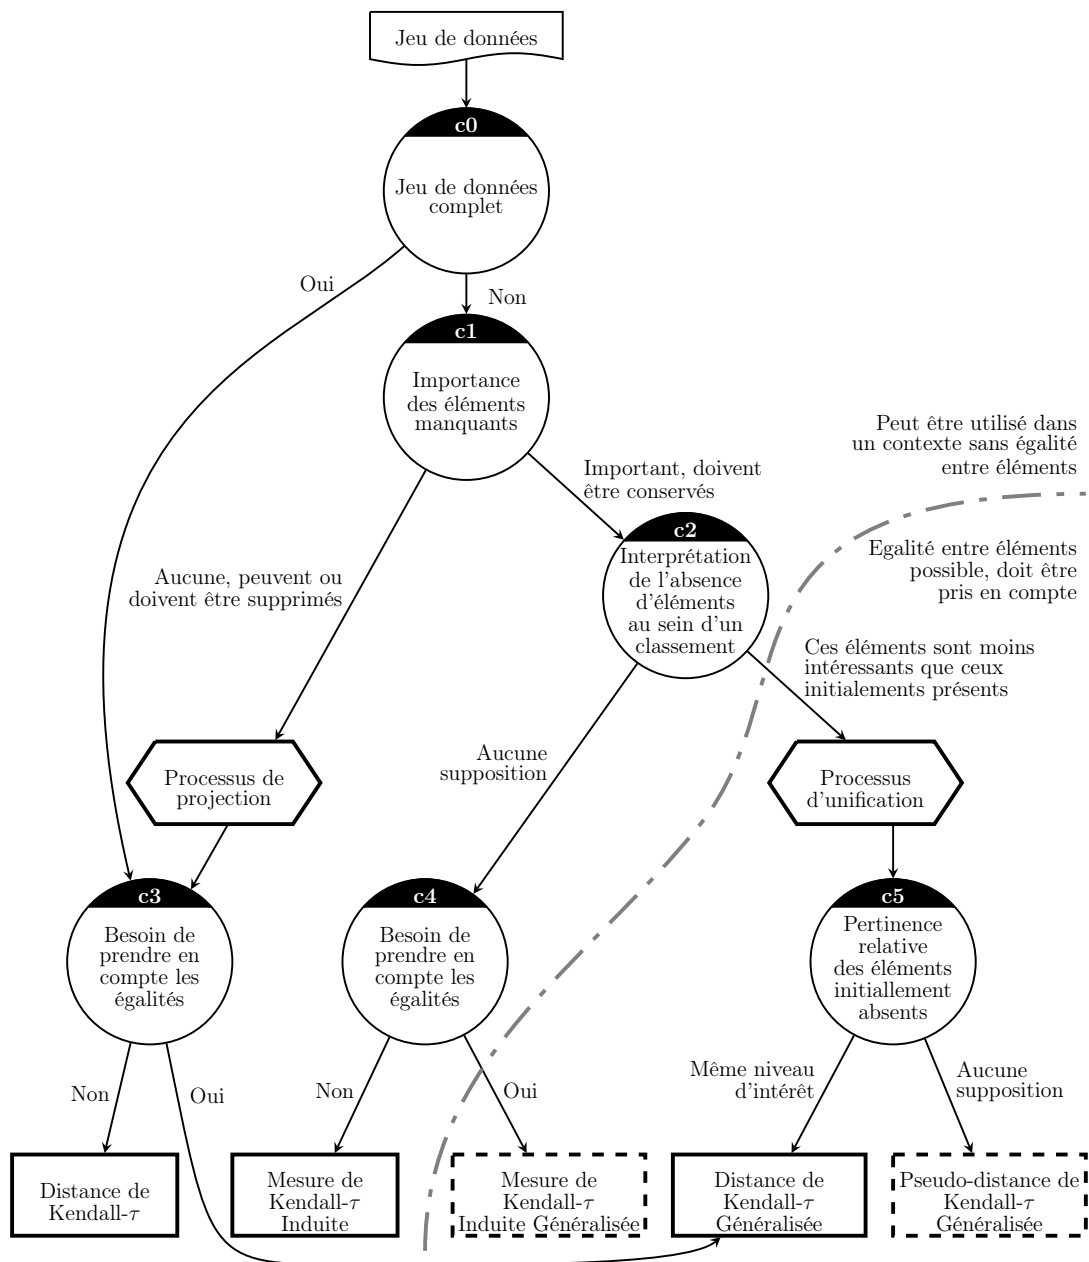 Jeu de données
c0
Jeu de données
complet
Oui
Non
c1
Importance
des éléments
manquants
Peut être utilisé dans
un contexte sans égalité
entre éléments
Important, doivent
être conservés
c2
Interprétation
de l'absence
d'éléments
au sein d'un
classement
Egalité entre éléments
possible, doit être
pris en compte
Aucune, peuvent ou
doivent être supprimés
Ces éléments sont moins
intéressants que ceux
initialements présents
Aucune
supposition
Processus de
projection
Processus
d'unification
c3
Besoin de
prendre en
compte les
égalités
c4
Besoin de
prendre en
compte les
égalités
c5
Pertinence
relative
des éléments
initiallement
absents
Non
Oui
Non
Oui
Même niveau
d'intérêt
Aucune
supposition
Distance de
Kendall-τ
Mesure de
Kendall-τ
Induite
Mesure de
Kendall-τ
Induite Généralisée
Distance de
Kendall-τ
Généralisée
Pseudo-distance de
Kendall-τ
Généralisée